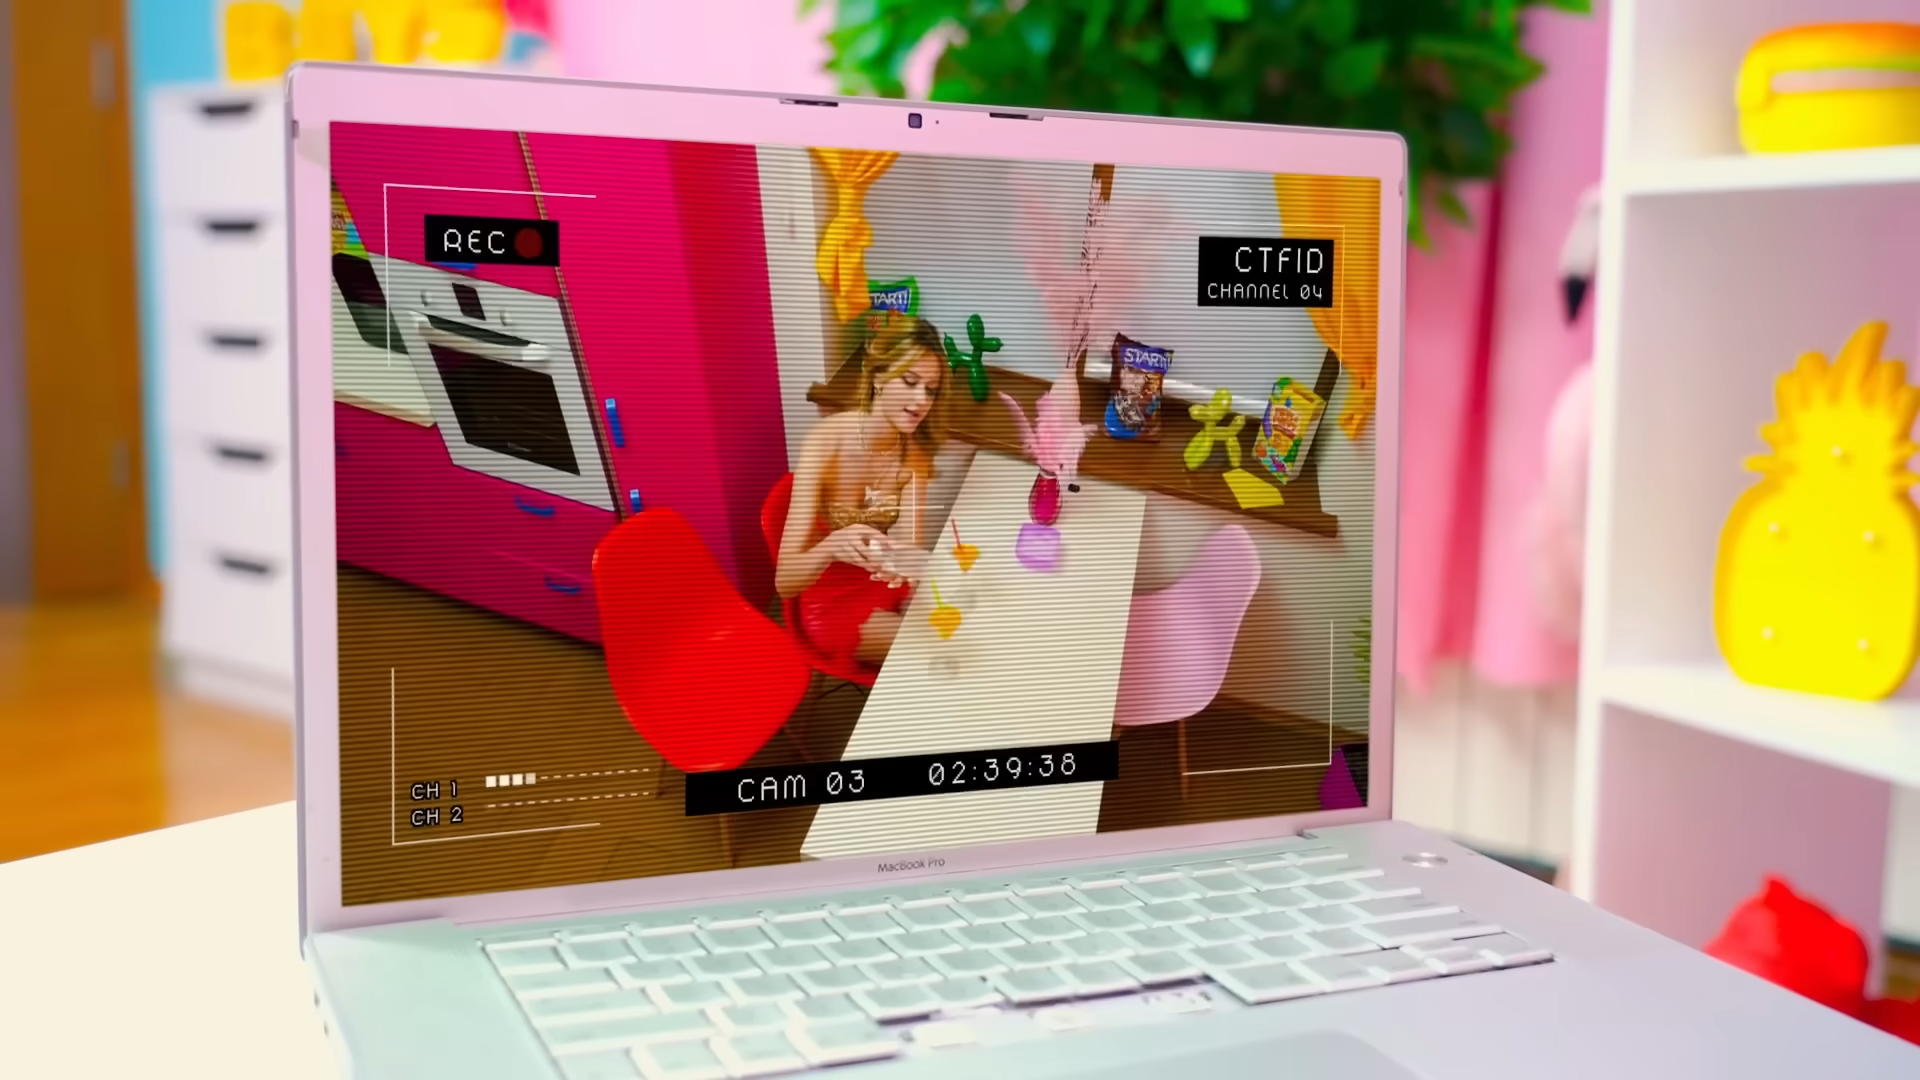 REC
CTFID
CHANNEL 04
START!
START!
CAM 03 02:39:38
CH 1
CH 2
MacBook Pro